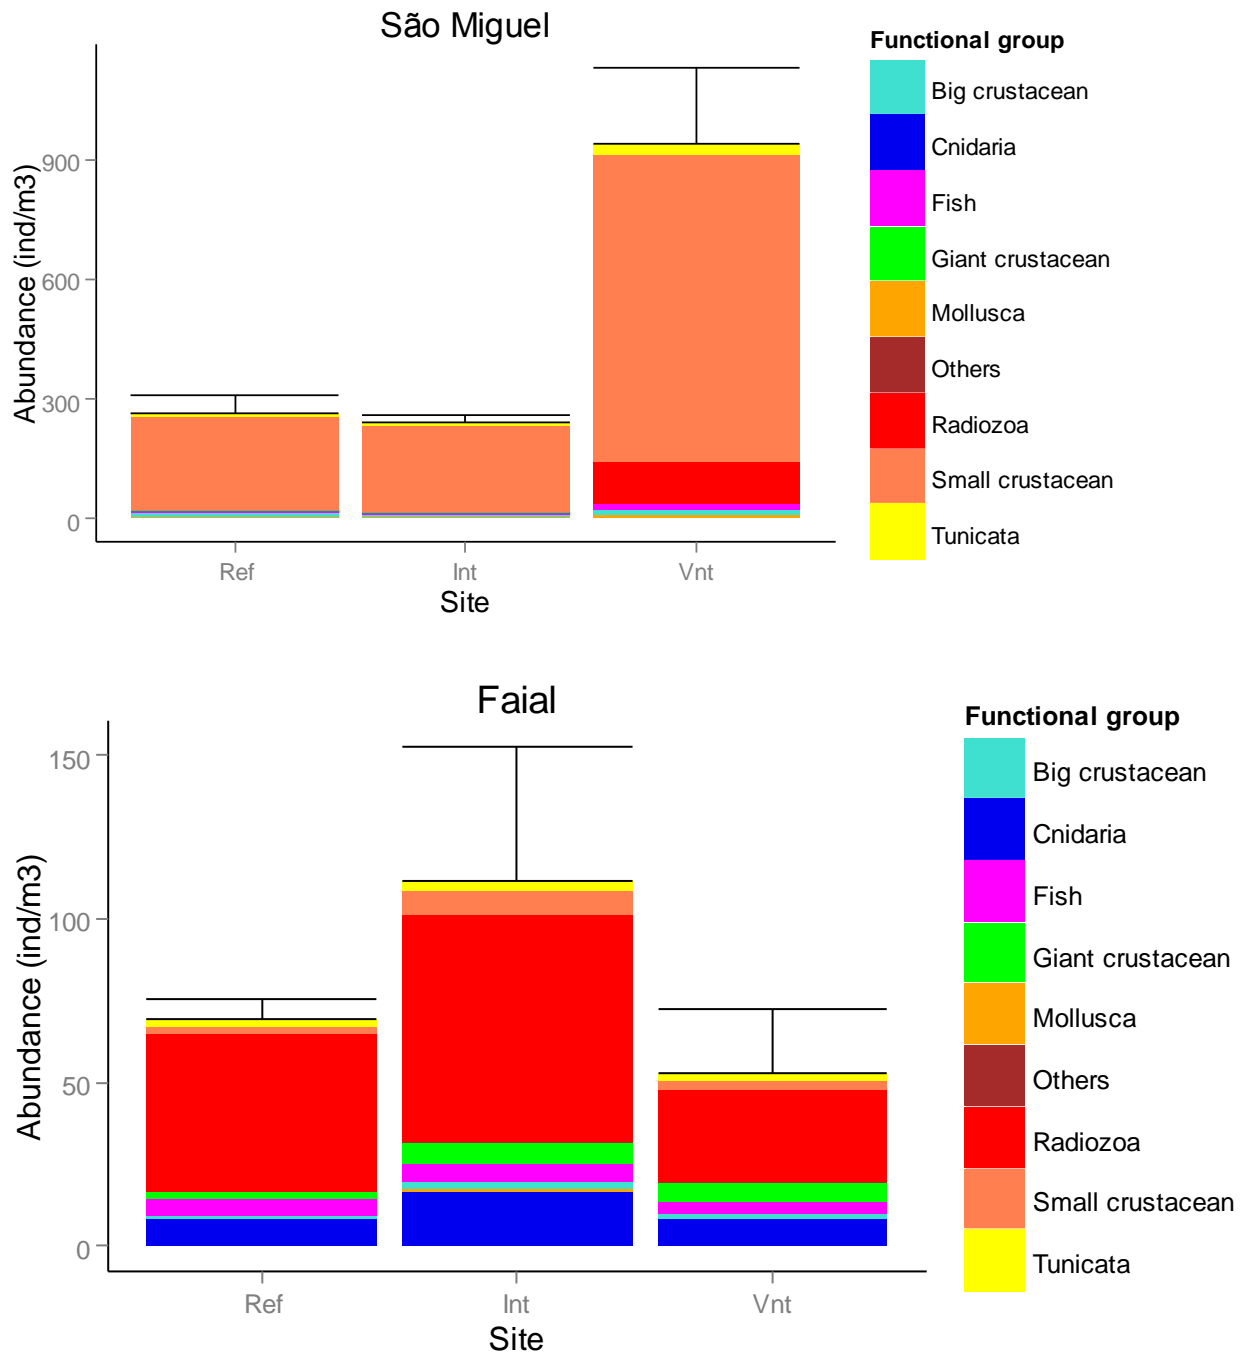 São Miguel
Abundance (ind/m3)
900
600
300
0
Ref Int Vnt
Site
Functional group
Big crustacean
Cnidaria
Fish
Giant crustacean
Mollusca
Others
Radiozoa
Small crustacean
Tunicata
Faial
Abundance (ind/m3)
150
100
50
0
Ref Int Vnt
Site
Functional group
Big crustacean
Cnidaria
Fish
Giant crustacean
Mollusca
Others
Radiozoa
Small crustacean
Tunicata